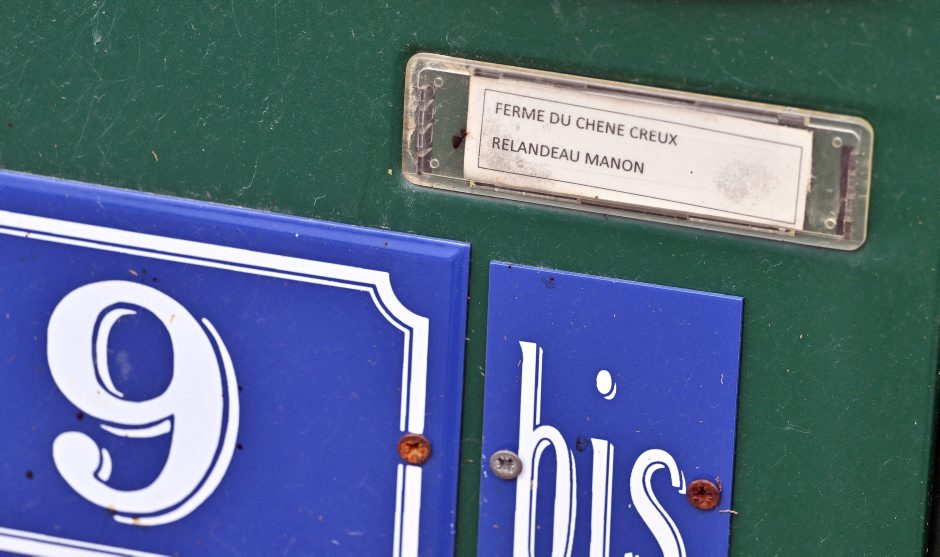 FERME DU CHENE CREUX
RELANDEAU MANON
9
bis